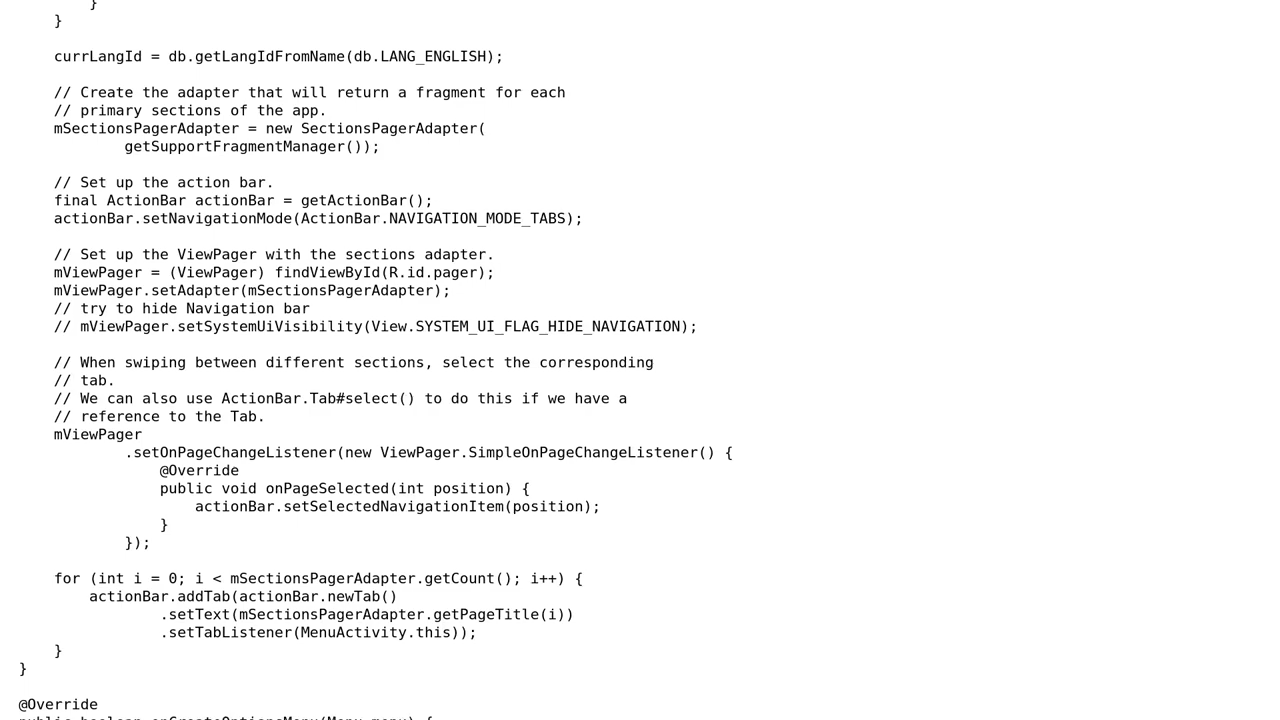 }
    }

    currLangId = db.getLangIdFromName(db.LANG_ENGLISH);

    // Create the adapter that will return a fragment for each
    // primary sections of the app.
    mSectionsPagerAdapter = new SectionsPagerAdapter(
            getSupportFragmentManager());

    // Set up the action bar.
    final ActionBar actionBar = getActionBar();
    actionBar.setNavigationMode(ActionBar.NAVIGATION_MODE_TABS);

    // Set up the ViewPager with the sections adapter.
    mViewPager = (ViewPager) findViewById(R.id.pager);
    mViewPager.setAdapter(mSectionsPagerAdapter);
    // try to hide Navigation bar
    // mViewPager.setSystemUiVisibility(View.SYSTEM_UI_FLAG_HIDE_NAVIGATION);

    // When swiping between different sections, select the corresponding
    // tab.
    // We can also use ActionBar.Tab#select() to do this if we have a
    // reference to the Tab.
    mViewPager
            .setOnPageChangeListener(new ViewPager.SimpleOnPageChangeListener() {
                @Override
                public void onPageSelected(int position) {
                    actionBar.setSelectedNavigationItem(position);
                }
            });

    for (int i = 0; i < mSectionsPagerAdapter.getCount(); i++) {
        actionBar.addTab(actionBar.newTab()
                .setText(mSectionsPagerAdapter.getPageTitle(i))
                .setTabListener(MenuActivity.this));
    }
}

@Override
public boolean onCreateOptionsMenu(Menu menu) {